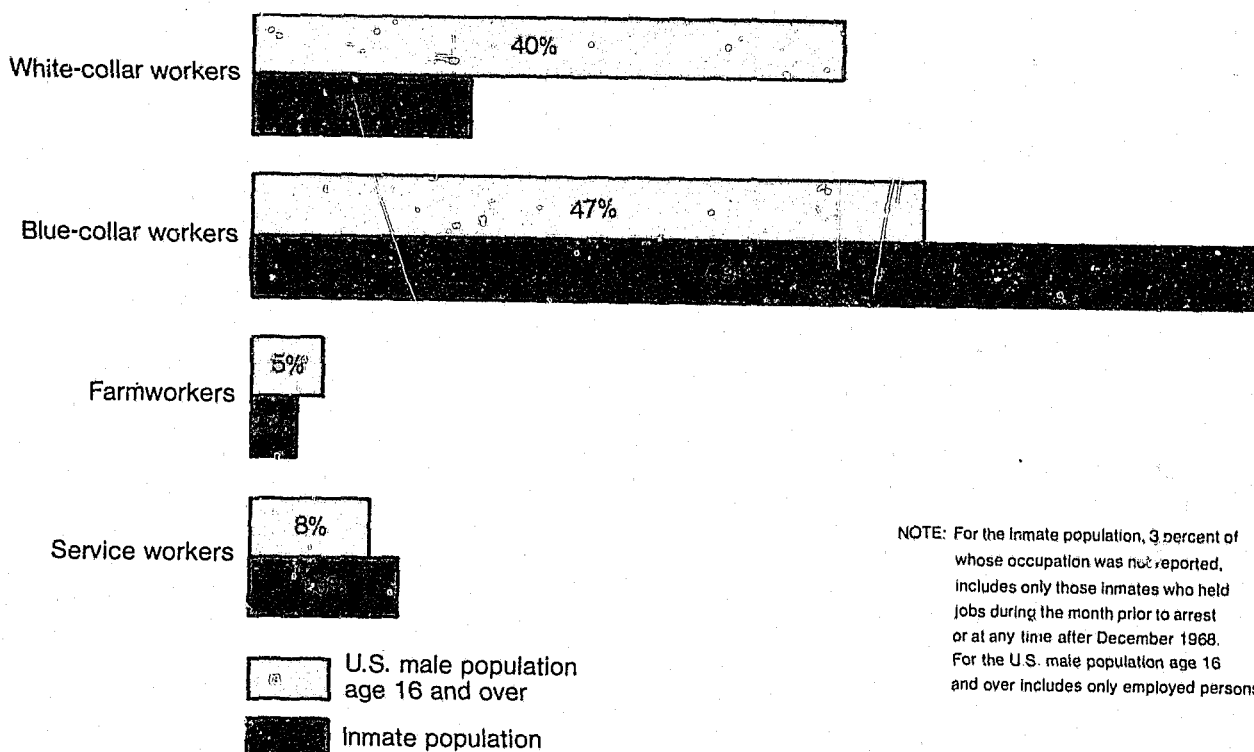 40%
White-collar workers
47%
Blue-collar workers
5%
Farmworkers
8%
Service workers
NOTE: For the inmate population, 3 percent of
whose occupation was not reported,
includes only those inmates who held
jobs during the month prior to arrest
or at any time after December 1968.
For the U.S. male population age 16
and over includes only employed persons
U.S. male population
age 16 and over
Inmate population